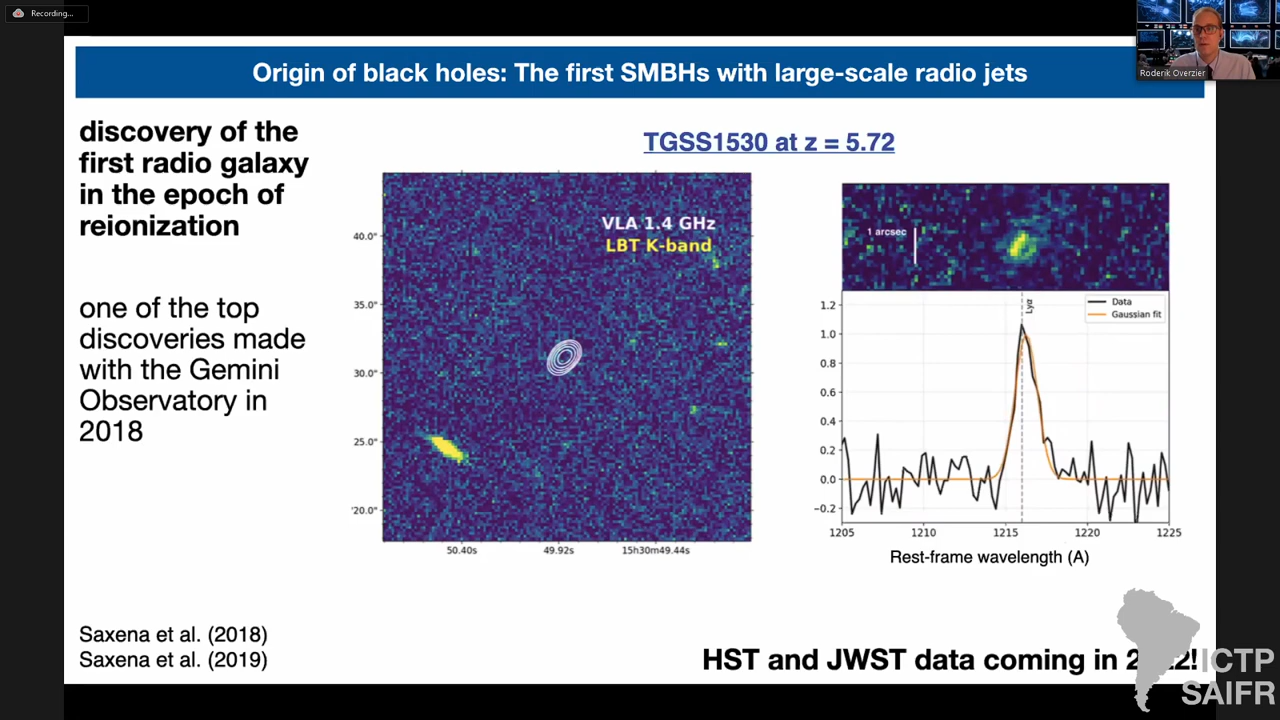 Recording...
Roderik Overzier
Origin of black holes: The first SMBHs with large-scale radio jets
discovery of the
first radio galaxy
in the epoch of
reionization
one of the top
discoveries made
with the Gemini
Observatory in
2018
Saxena et al. (2018)
Saxena et al. (2019)
TGSS1530 at z = 5.72
VLA 1.4 GHz
LBT K-band
40.0"
35.0"
30.0"
25.0"
'20.0"
50.40s
49.92s
15h30m49.44s
1 arcsec
Lyα
Data
Gaussian fit
1.2
1.0
0.8
0.6
0.4
0.2
0.0
−0.2
1205
1210
1215
1220
1225
Rest-frame wavelength (A)
HST and JWST data coming in
ICTP
SAIFR